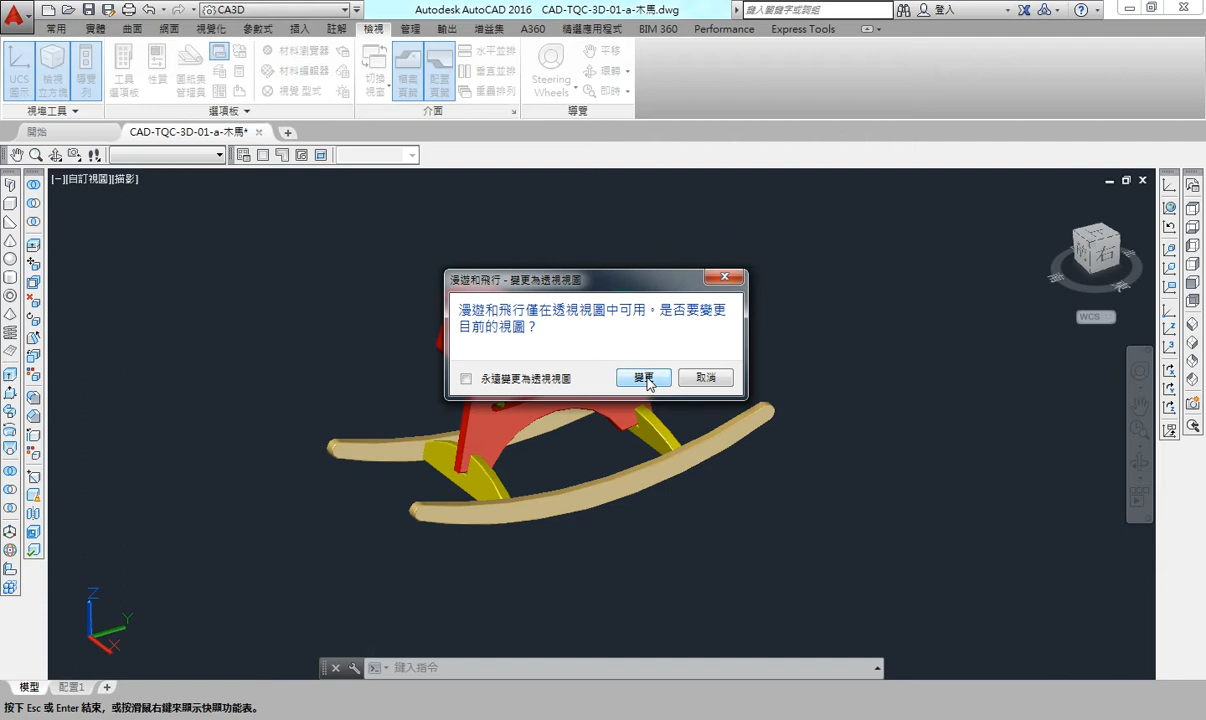 CA3D
Autodesk AutoCAD 2016 CAD-TQC-3D-01-a-木馬.dwg
鍵入關鍵字或片語
登入
常用 實體 曲面 網面 視覺化 參數式 插入 註解 檢視 管理 輸出 增益集 A360 精選應用程式 BIM 360 Performance Express Tools
UCS 圖示
檢視 立方塊
導覽 列
工具 選項板
性質
圖紙集 管理員
材料瀏覽器
材料編輯器
視覺 型式
切換 視窗
檔案 頁籤
配置 頁籤
水平並排
垂直並排
重疊排列
Steering Wheels
平移
環轉
即時
視埠工具 選項板 介面 導覽
開始 CAD-TQC-3D-01-a-木馬*
[−][自訂視圖][描影]
上
右
WCS
漫遊和飛行 - 變更為透視視圖
漫遊和飛行僅在透視視圖中可用。是否要變更
目前的視圖？
永遠變更為透視視圖 變更 取消
Z
Y
X
鍵入指令
模型 配置1
按下 Esc 或 Enter 結束，或按滑鼠右鍵來顯示快顯功能表。